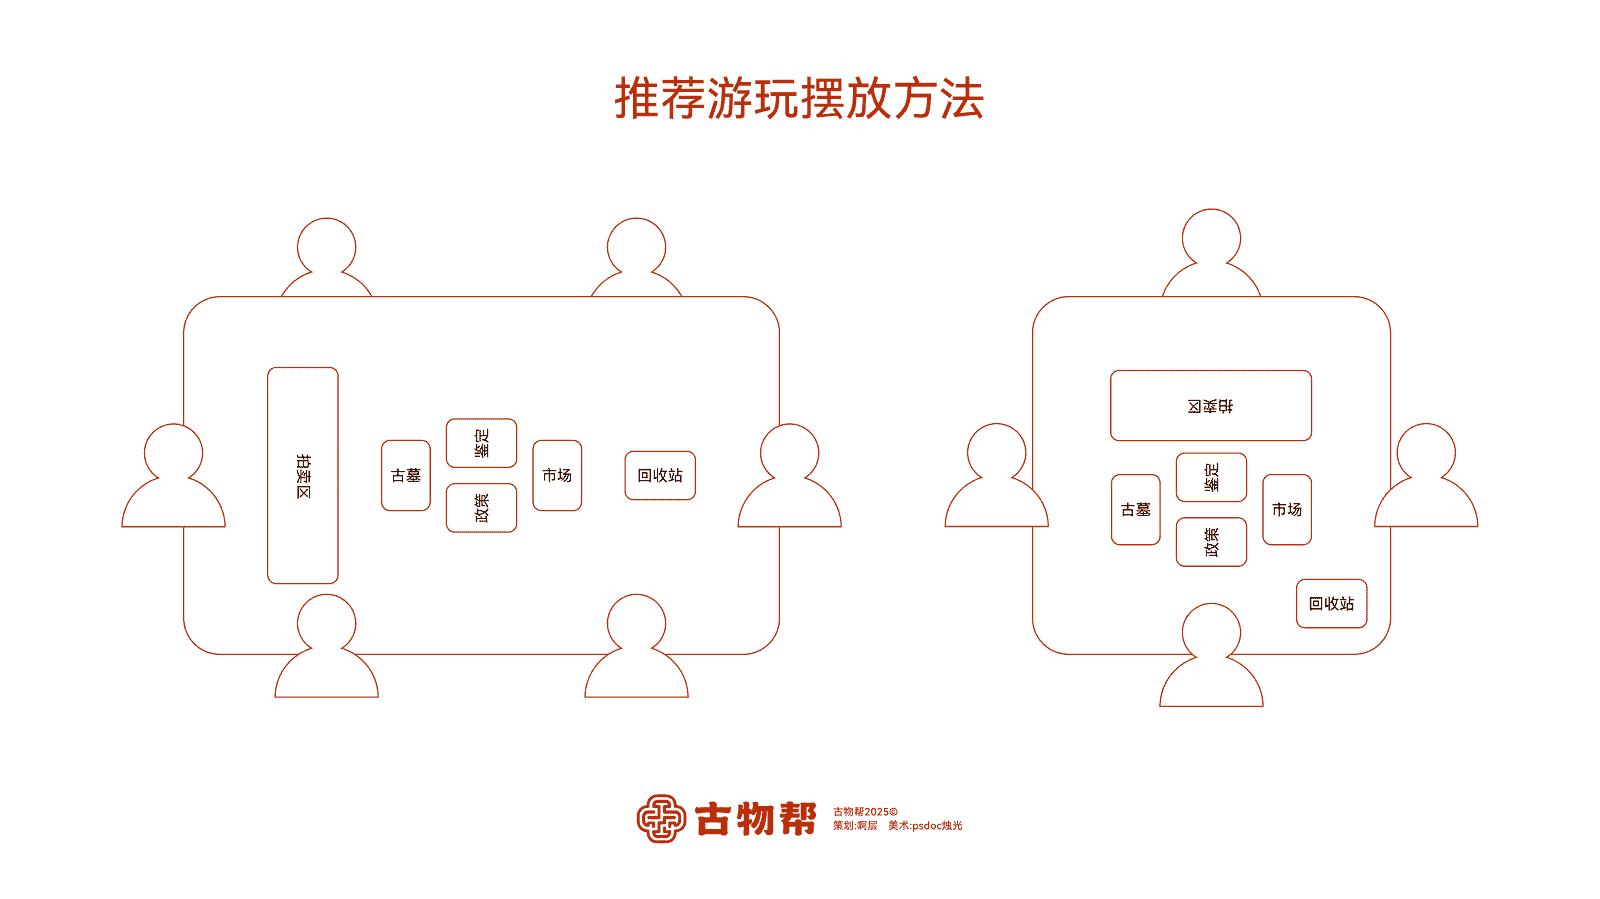 推荐游玩摆放方法
拍卖区
古墓
鉴定
政策
市场
回收站
拍卖区
古墓
鉴定
政策
市场
回收站
古物帮
古物帮2025©
策划:啊层 美术:psdoc烛光